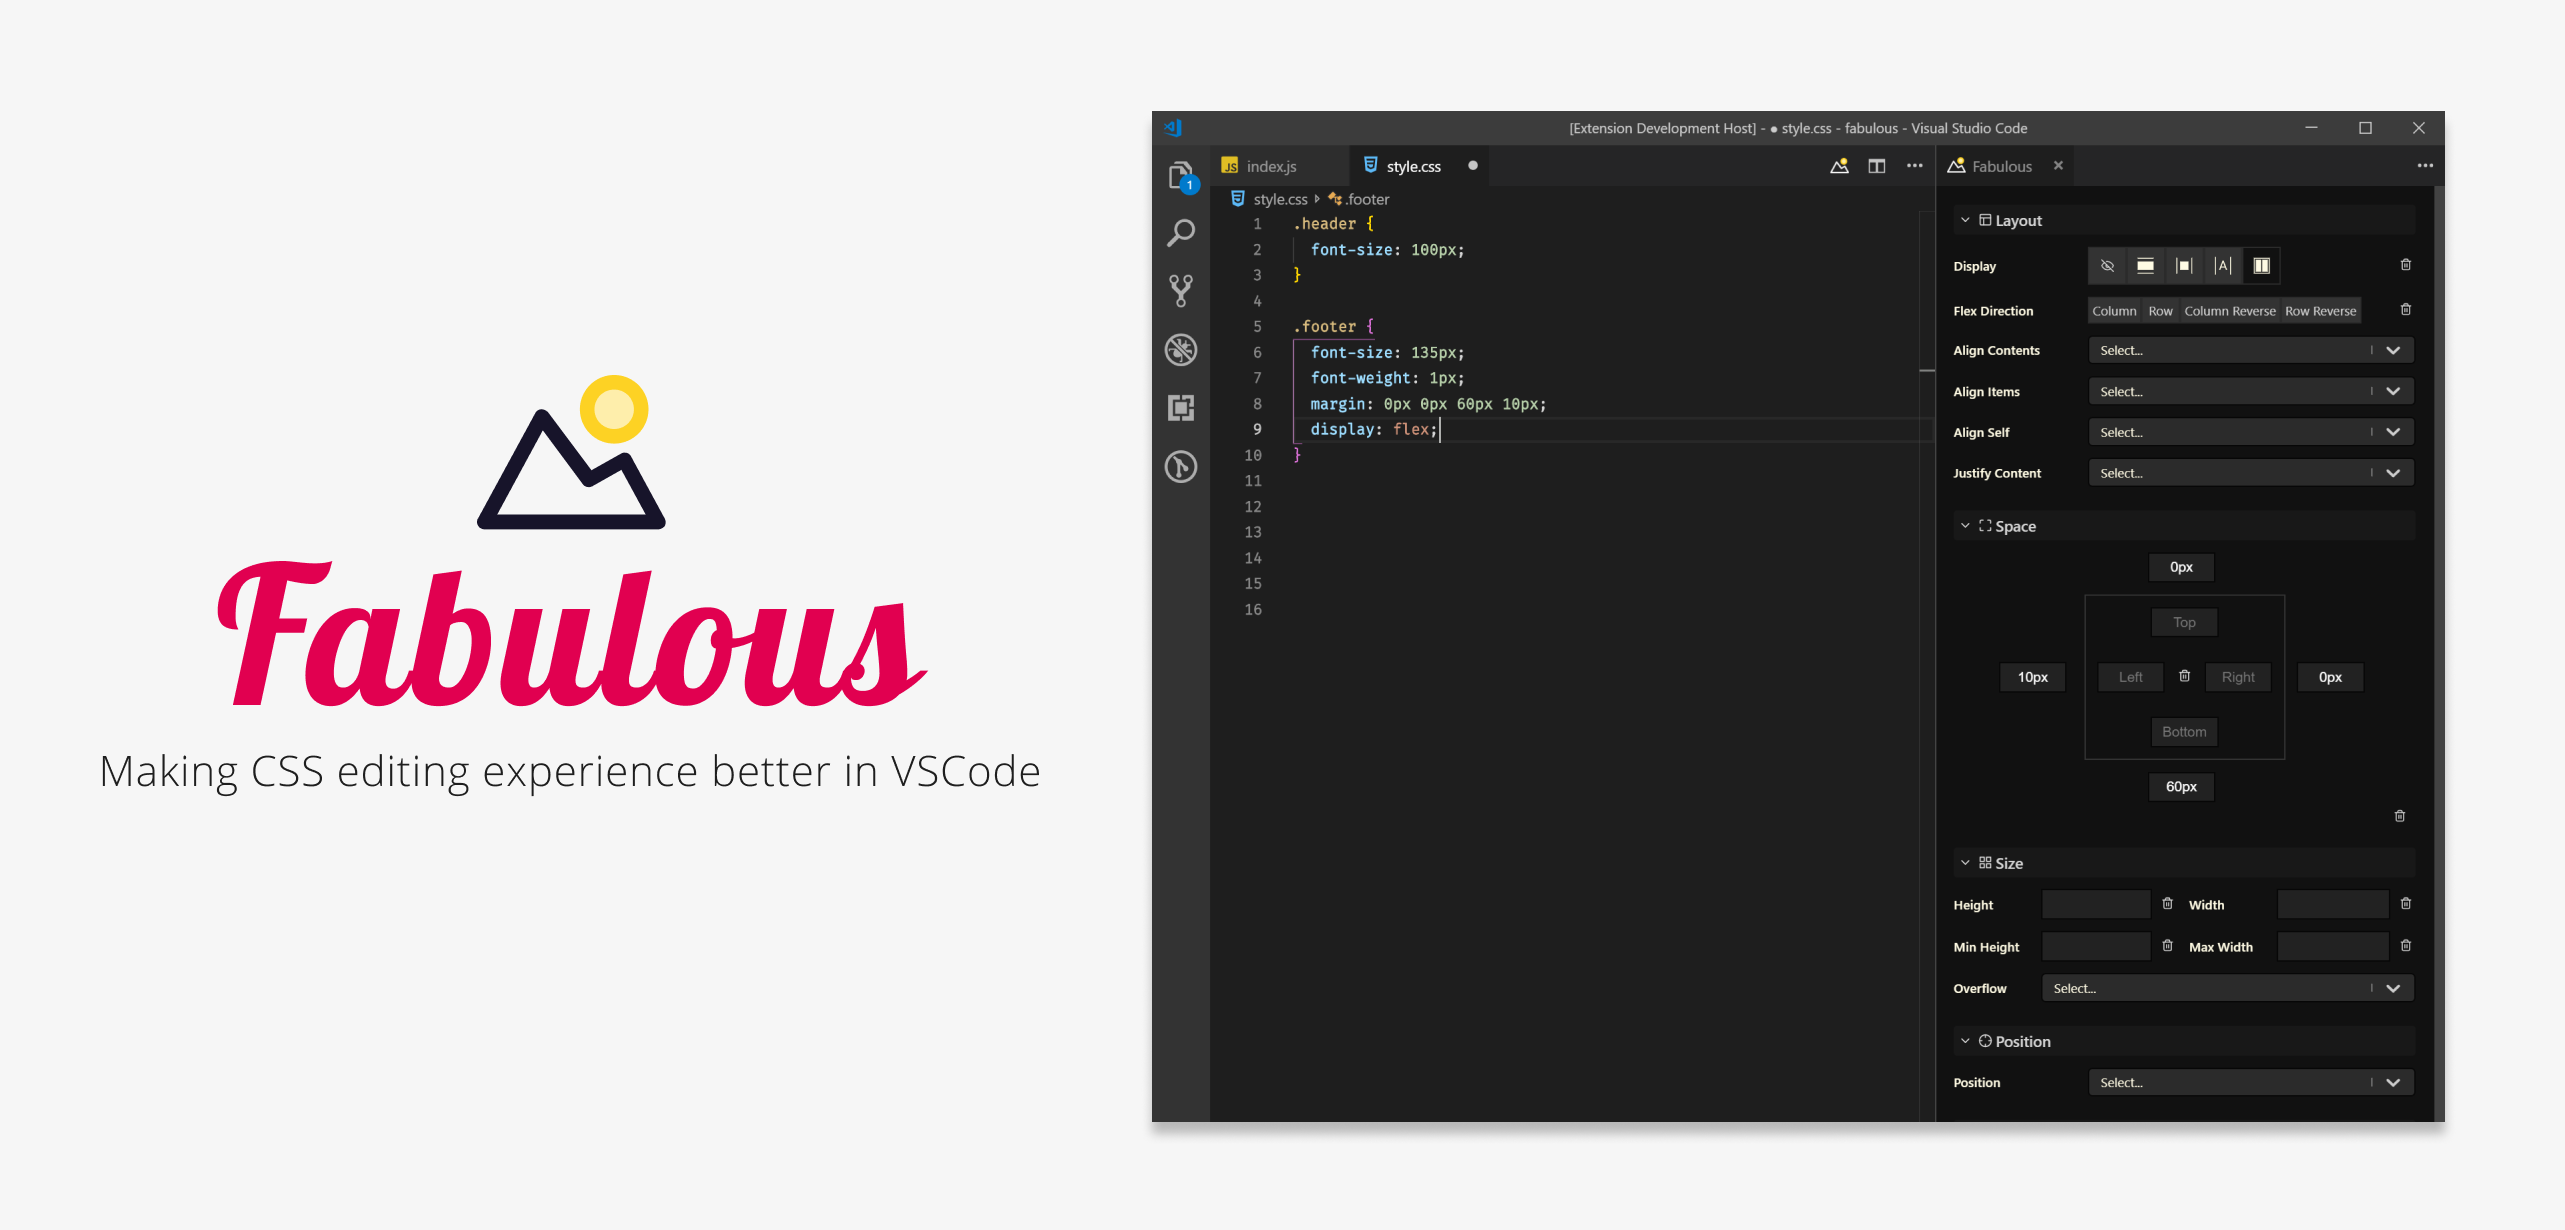 Fabulous
Making CSS editing experience better in VSCode
[Extension Development Host] - ● style.css - fabulous - Visual Studio Code
1
JS index.js
style.css
Fabulous
style.css .footer
1 .header {
2 font-size: 100px;
3 }
4
5 .footer {
6 font-size: 135px;
7 font-weight: 1px;
8 margin: 0px 0px 60px 10px;
9 display: flex;
10 }
11
12
13
14
15
16
Layout
Display A
Flex Direction Column Row Column Reverse Row Reverse
Align Contents Select...
Align Items Select...
Align Self Select...
Justify Content Select...
Space
0px
Top
10px Left Right 0px
Bottom
60px
Size
Height Width
Min Height Max Width
Overflow Select...
Position
Position Select...